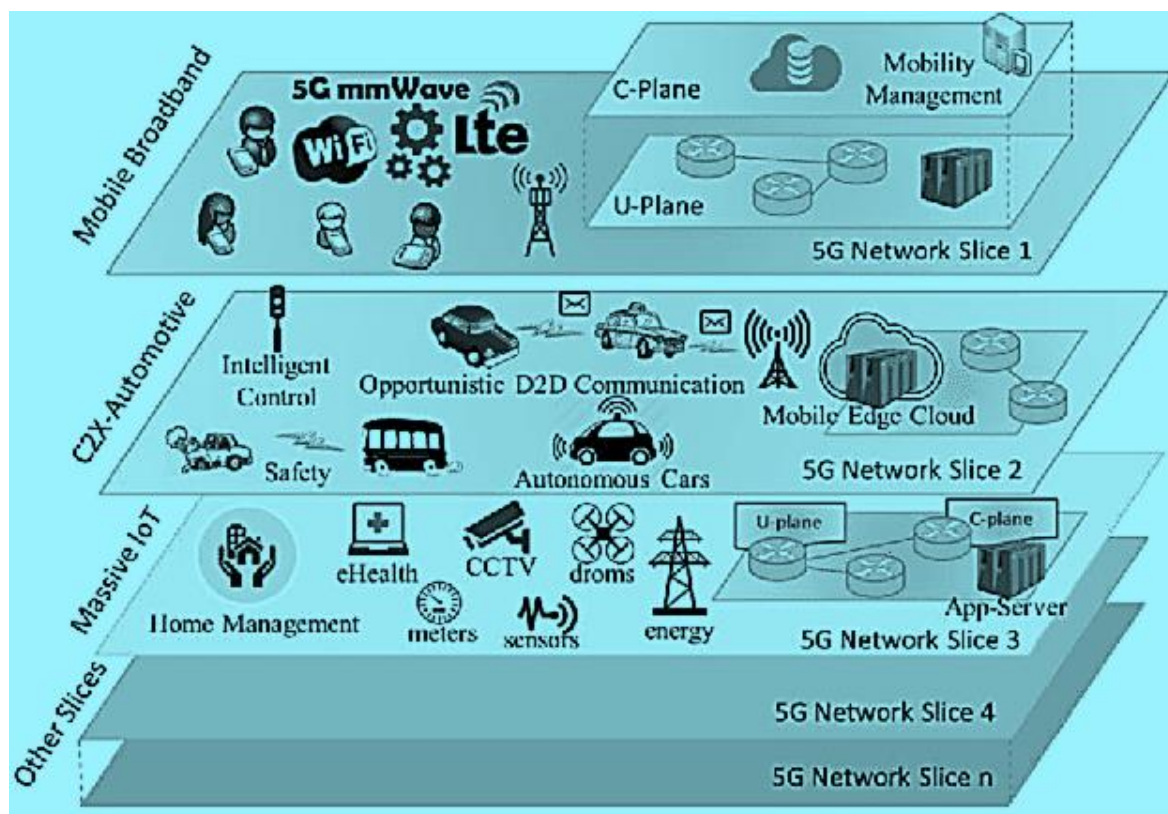 Mobile Broadband
5G mmWave
WiFi
Lte
C-Plane
Mobility
Management
U-Plane
5G Network Slice 1
C2X-Automotive
Intelligent
Control
Opportunistic D2D Communication
Mobile Edge Cloud
Safety
Autonomous Cars
5G Network Slice 2
Massive IoT
Home Management
eHealth
CCTV
droms
meters
sensors
energy
U-plane
C-plane
App-Server
5G Network Slice 3
Other Slices
5G Network Slice 4
5G Network Slice n